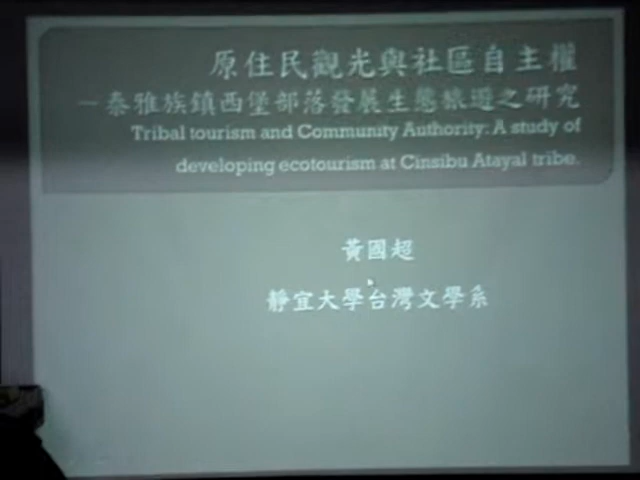 原住民觀光與社區自主權
－泰雅族鎮西堡部落發展生態旅遊之研究
Tribal tourism and Community Authority: A study of
developing ecotourism at Cinsibu Atayal tribe.
黃國超
靜宜大學台灣文學系